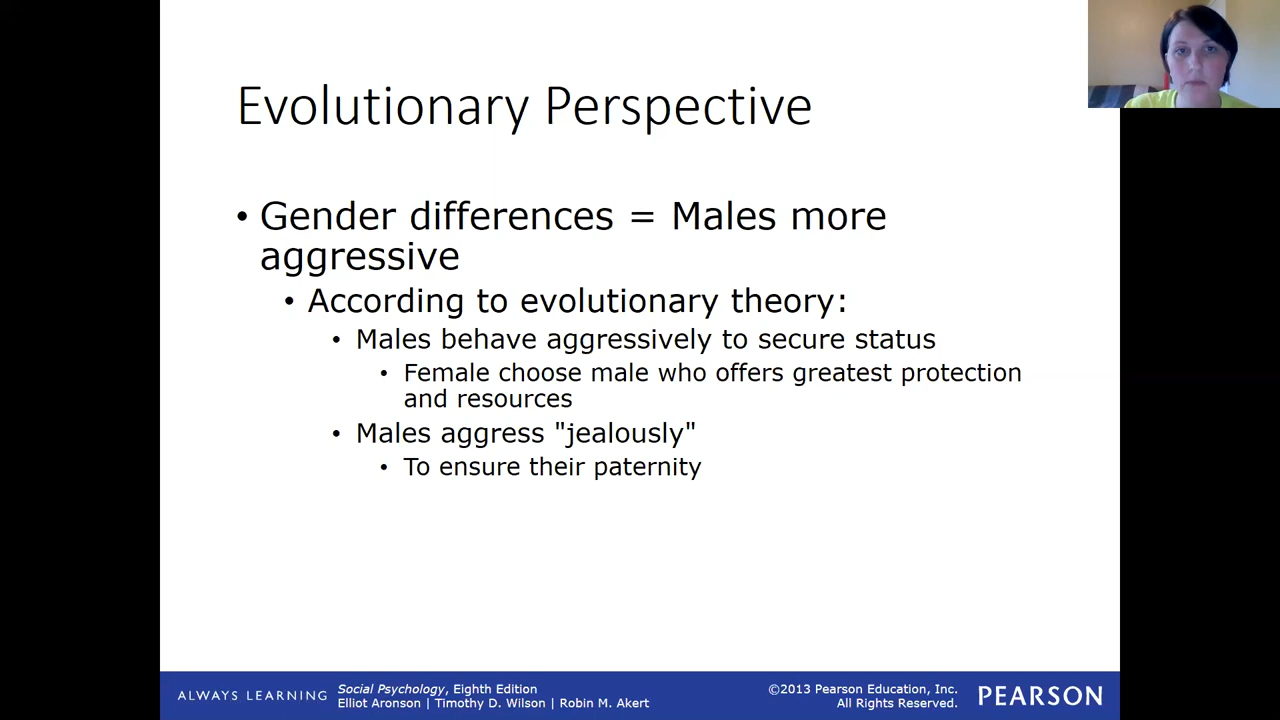 Evolutionary Perspective
• Gender differences = Males more
aggressive
• According to evolutionary theory:
• Males behave aggressively to secure status
• Female choose male who offers greatest protection
and resources
• Males aggress "jealously"
• To ensure their paternity
ALWAYS LEARNING
Social Psychology, Eighth Edition
Elliot Aronson | Timothy D. Wilson | Robin M. Akert
©2013 Pearson Education, Inc.
All Rights Reserved.
PEARSON